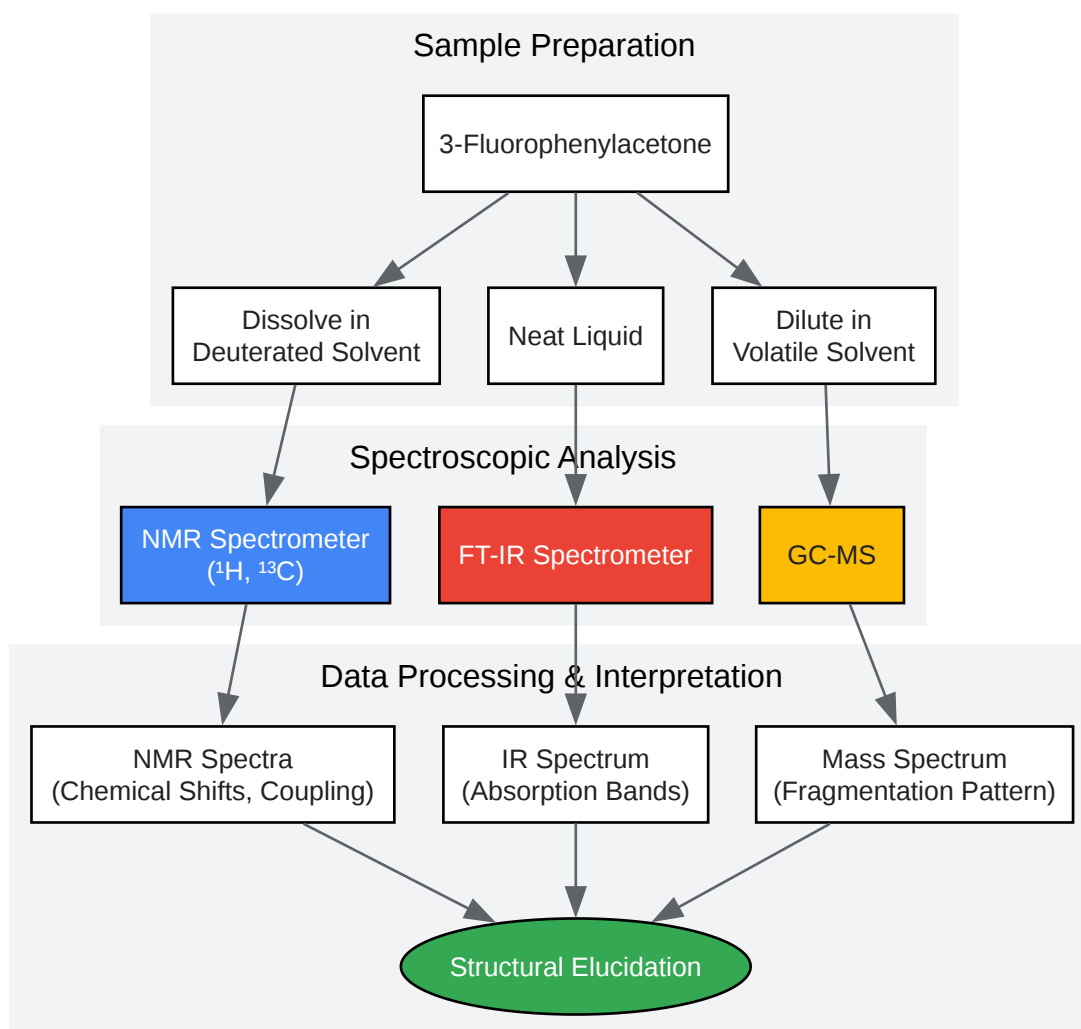 Sample Preparation
3-Fluorophenylacetone
Dissolve in
Deuterated Solvent
Neat Liquid
Dilute in
Volatile Solvent
Spectroscopic Analysis
NMR Spectrometer
(¹H, ¹³C)
FT-IR Spectrometer
GC-MS
Data Processing & Interpretation
NMR Spectra
(Chemical Shifts, Coupling)
IR Spectrum
(Absorption Bands)
Mass Spectrum
(Fragmentation Pattern)
Structural Elucidation